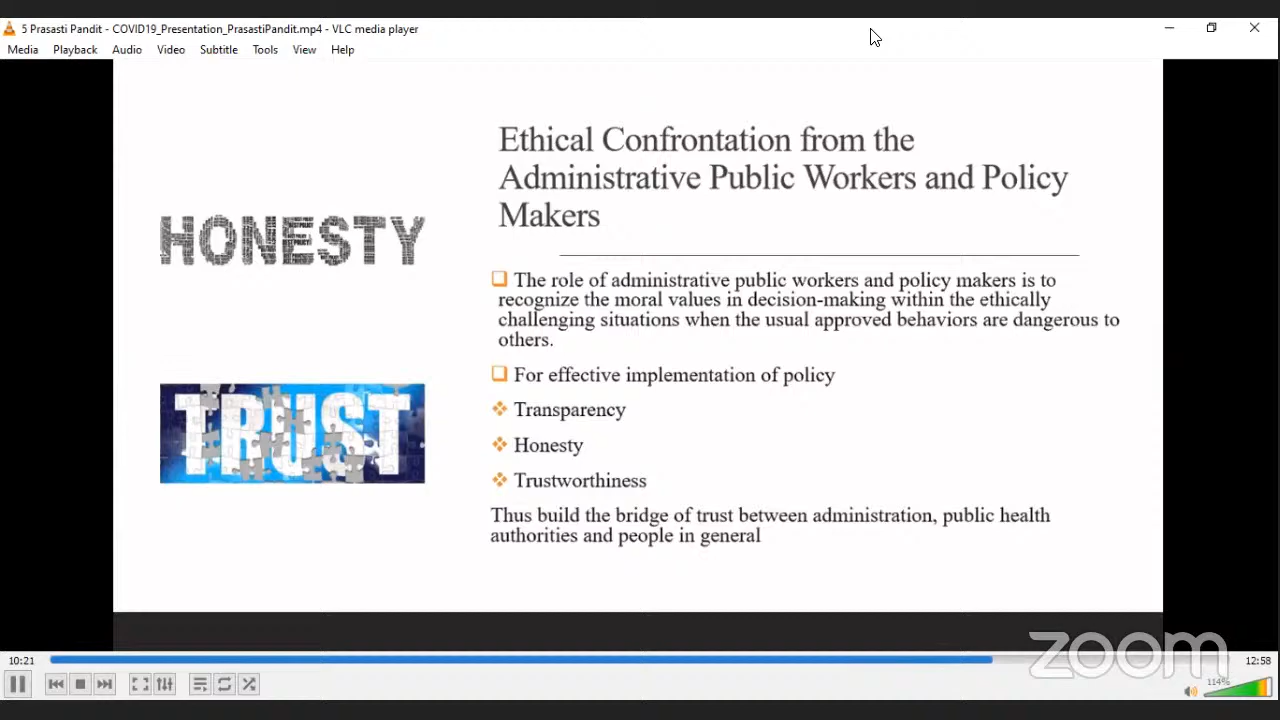 5 Prasasti Pandit - COVID19_Presentation_PrasastiPandit.mp4 - VLC media player
Media Playback Audio Video Subtitle Tools View Help
Ethical Confrontation from the
Administrative Public Workers and Policy
Makers
HONESTY
The role of administrative public workers and policy makers is to
recognize the moral values in decision-making within the ethically
challenging situations when the usual approved behaviors are dangerous to
others.
For effective implementation of policy
TRUST
Transparency
Honesty
Trustworthiness
Thus build the bridge of trust between administration, public health
authorities and people in general
zoom
10:21
12:58
114%